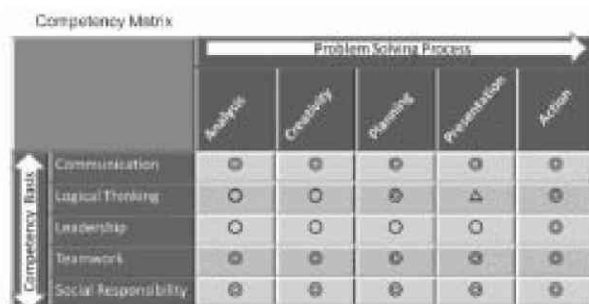 Competency Matrix
Problem Solving Process
Analysis
Creativity
Planning
Presentation
Action
Competency Basis
Communication ◎ ◎ ◎ ◎ ◎
Logical Thinking ○ ○ ◎ △ ◎
Leadership ○ ○ ○ ○ ◎
Teamwork ◎ ◎ ◎ ◎ ◎
Social Responsibility ◎ ◎ ◎ ◎ ◎